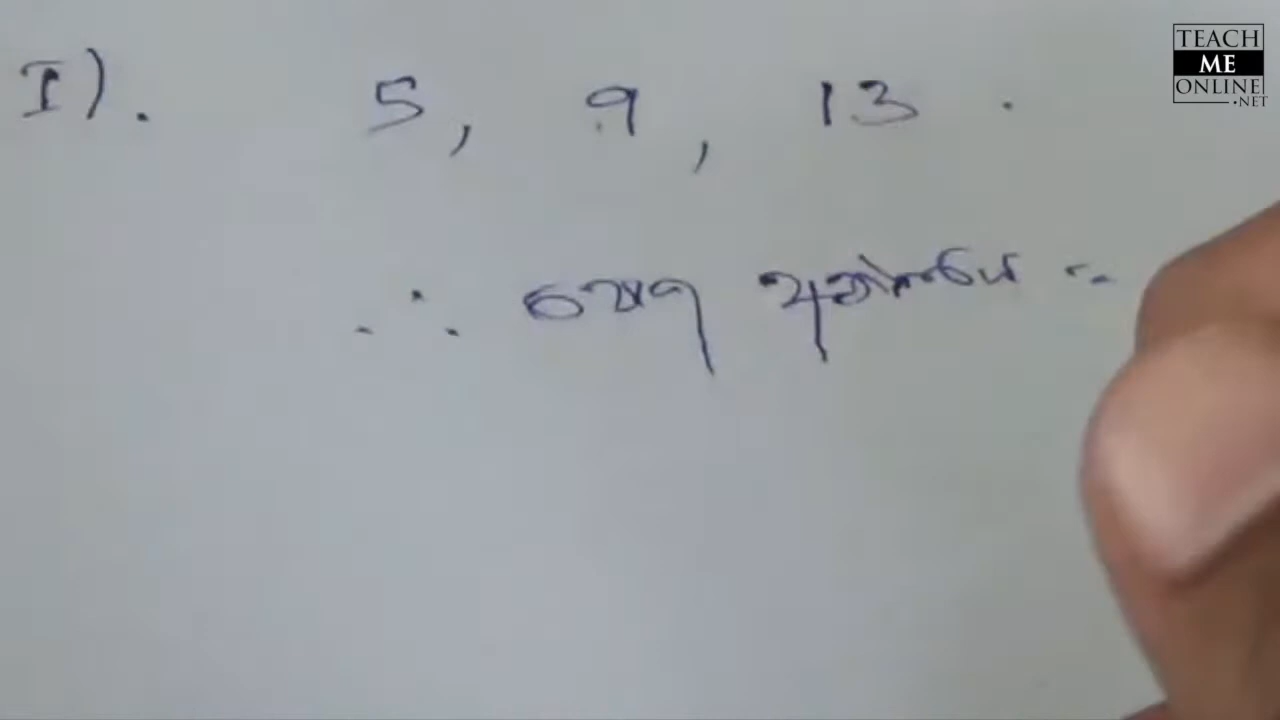 I). 5, 9, 13 .
∴ පොදු අන්තරය =
TEACH
ME
ONLINE
.NET